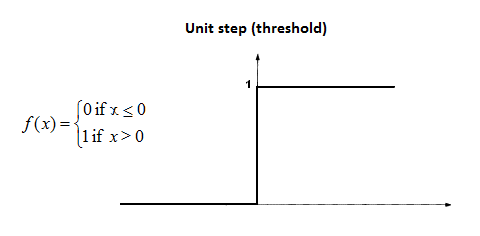 Unit step (threshold)
1
f(x) = {0 if x ≤ 0
1 if x > 0